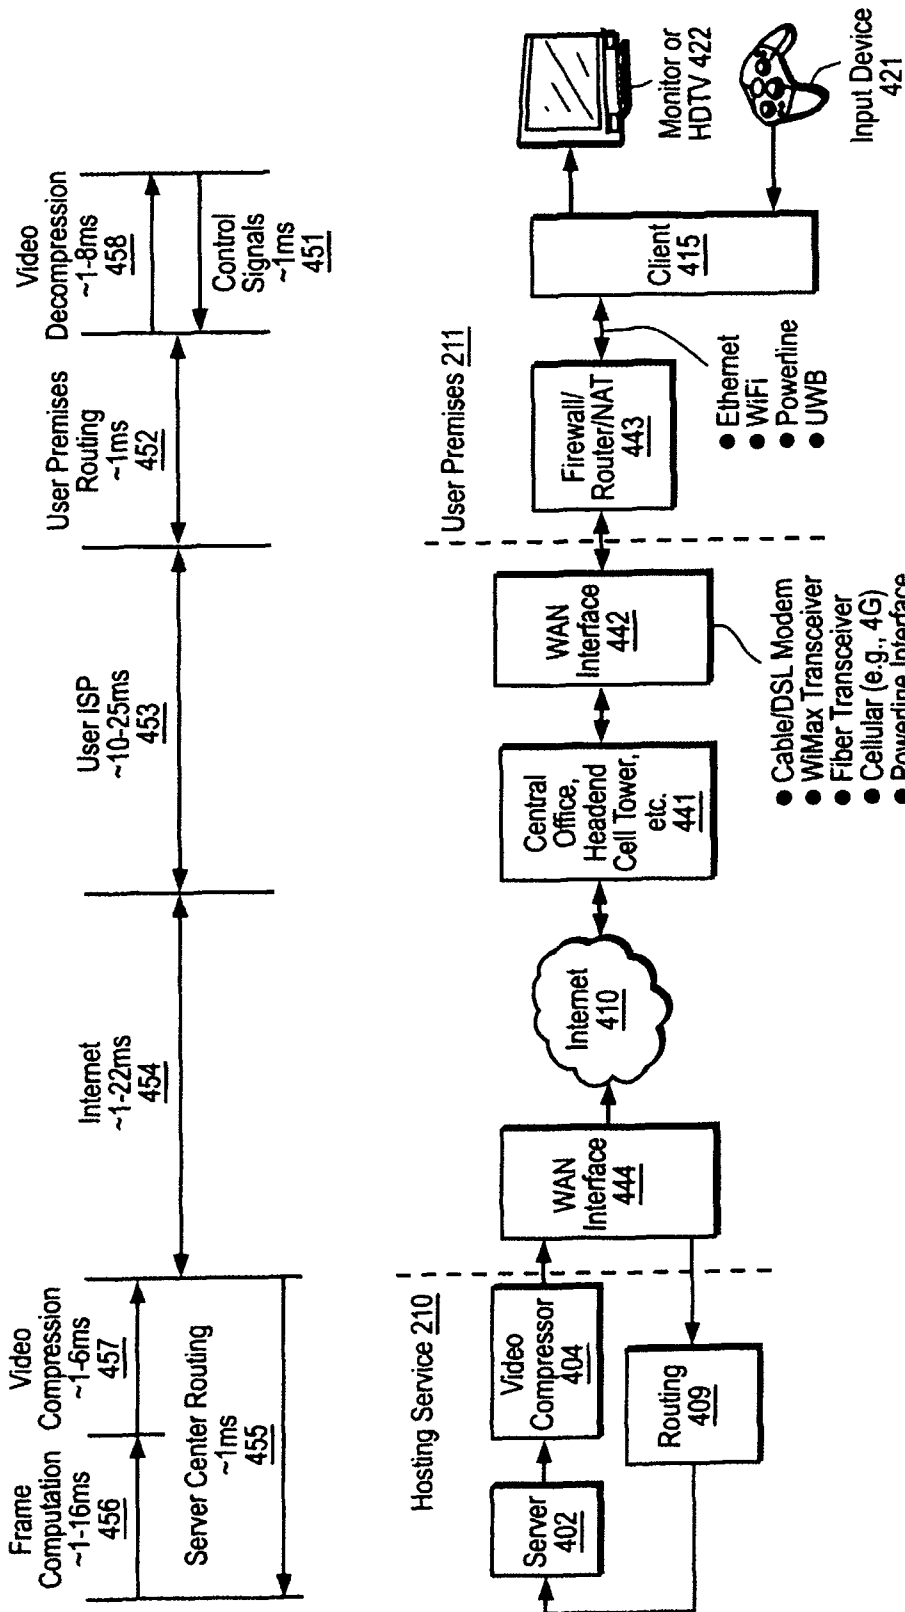 Frame
Computation
~1-16ms
456
Video
Compression
~1-6ms
457
Server Center Routing
~1ms
455
Internet
~1-22ms
454
User ISP
~10-25ms
453
User Premises
Routing
~1ms
452
Video
Decompression
~1-8ms
458
Control
Signals
~1ms
451
Hosting Service 210
Server
402
Video
Compressor
404
Routing
409
WAN
Interface
444
Internet
410
Central
Office,
Headend
Cell Tower,
etc.
441
WAN
Interface
442
● Cable/DSL Modem
● WiMax Transceiver
● Fiber Transceiver
● Cellular (e.g., 4G)
● Powerline Interface
User Premises 211
Firewall/
Router/NAT
443
● Ethernet
● WiFi
● Powerline
● UWB
Client
415
Monitor or
HDTV 422
Input Device
421